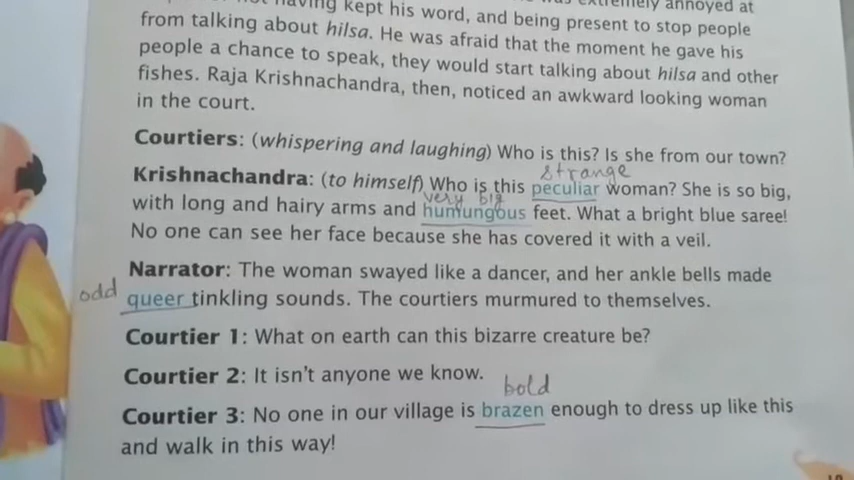 having kept his word, and being present to stop people
from talking about hilsa. He was afraid that the moment he gave his
people a chance to speak, they would start talking about hilsa and other
fishes. Raja Krishnachandra, then, noticed an awkward looking woman
in the court.
Courtiers: (whispering and laughing) Who is this? Is she from our town?
strange
Krishnachandra: (to himself) Who is this peculiar woman? She is so big,
very big
with long and hairy arms and humungous feet. What a bright blue saree!
No one can see her face because she has covered it with a veil.
Narrator: The woman swayed like a dancer, and her ankle bells made
odd queer tinkling sounds. The courtiers murmured to themselves.
Courtier 1: What on earth can this bizarre creature be?
Courtier 2: It isn't anyone we know.
bold
Courtier 3: No one in our village is brazen enough to dress up like this
and walk in this way!